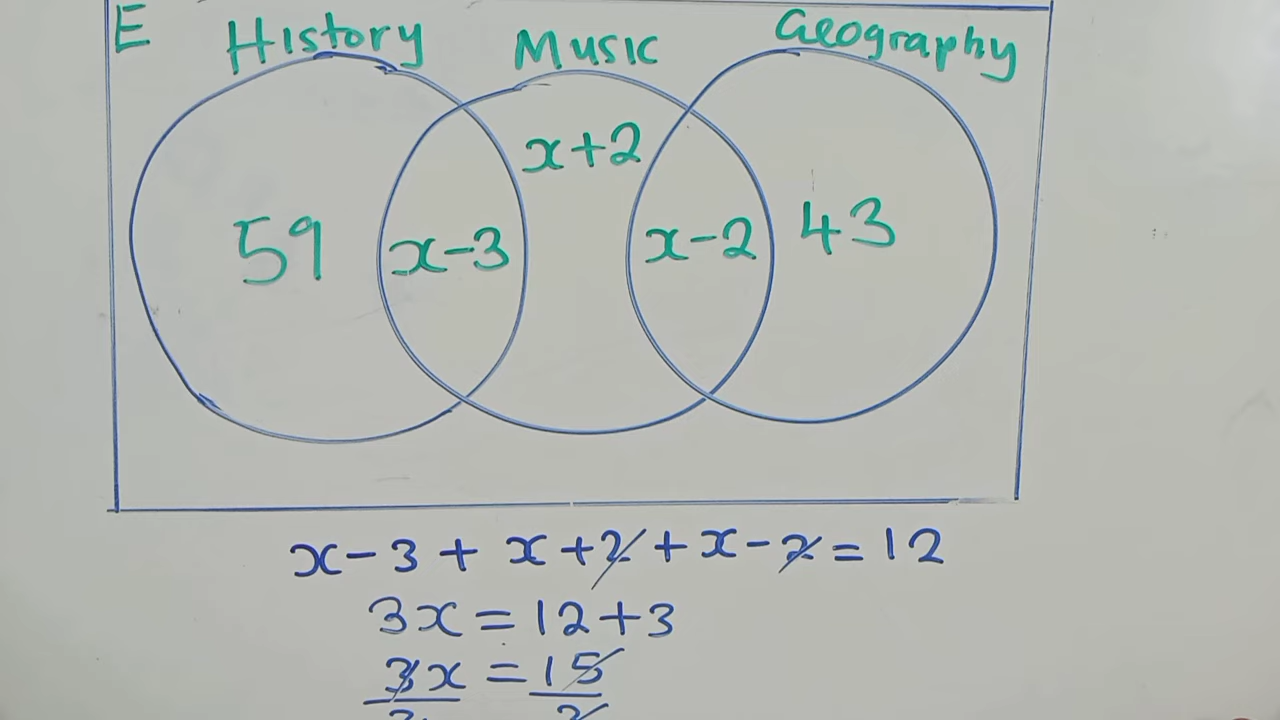 E History Music Geography
x+2
59 x-3 x-2 43
x-3 + x+2 + x-2 = 12
3x = 12+3
3x = 15